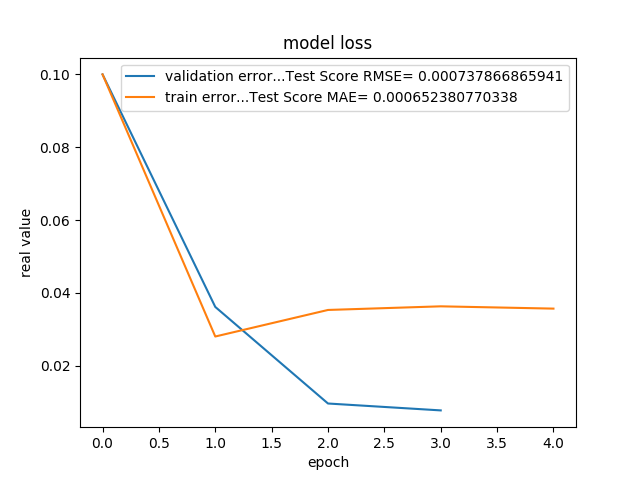 model loss
validation error...Test Score RMSE= 0.000737866865941
train error...Test Score MAE= 0.000652380770338
0.10
0.08
0.06
0.04
0.02
real value
0.0 0.5 1.0 1.5 2.0 2.5 3.0 3.5 4.0
epoch